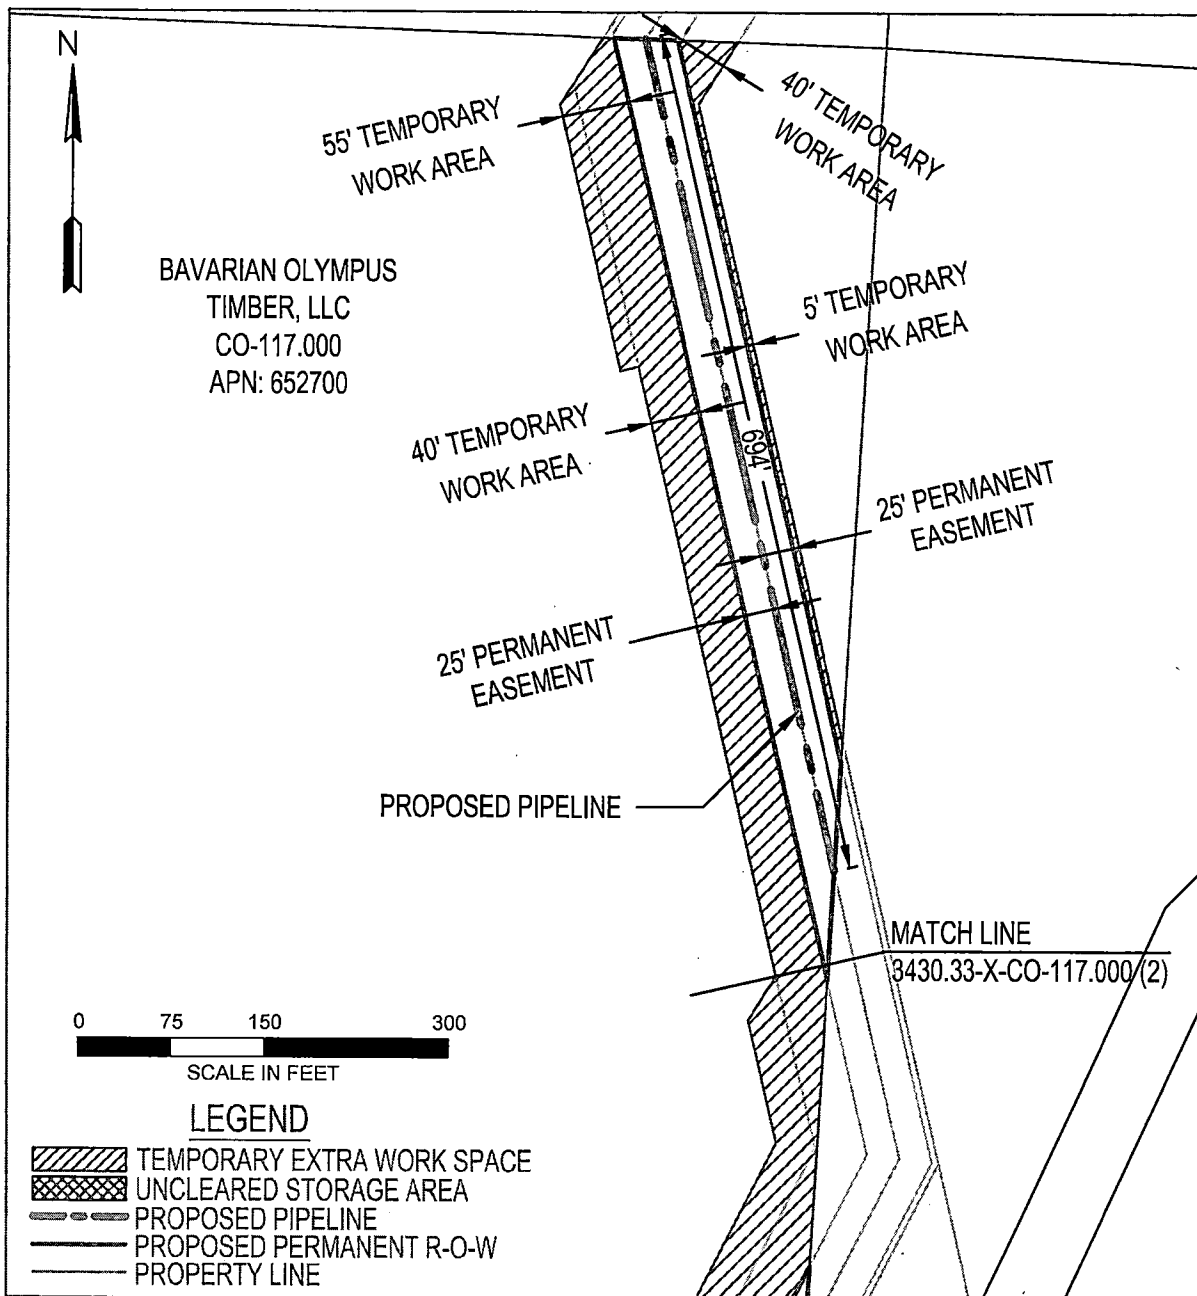 N
55' TEMPORARY
WORK AREA
40' TEMPORARY
WORK AREA
BAVARIAN OLYMPUS
TIMBER, LLC
CO-117.000
APN: 652700
5' TEMPORARY
WORK AREA
40' TEMPORARY
WORK AREA
694'
25' PERMANENT
EASEMENT
25' PERMANENT
EASEMENT
PROPOSED PIPELINE
MATCH LINE
3430.33-X-CO-117.000 (2)
0 75 150 300
SCALE IN FEET
LEGEND
TEMPORARY EXTRA WORK SPACE
UNCLEARED STORAGE AREA
PROPOSED PIPELINE
PROPOSED PERMANENT R-O-W
PROPERTY LINE